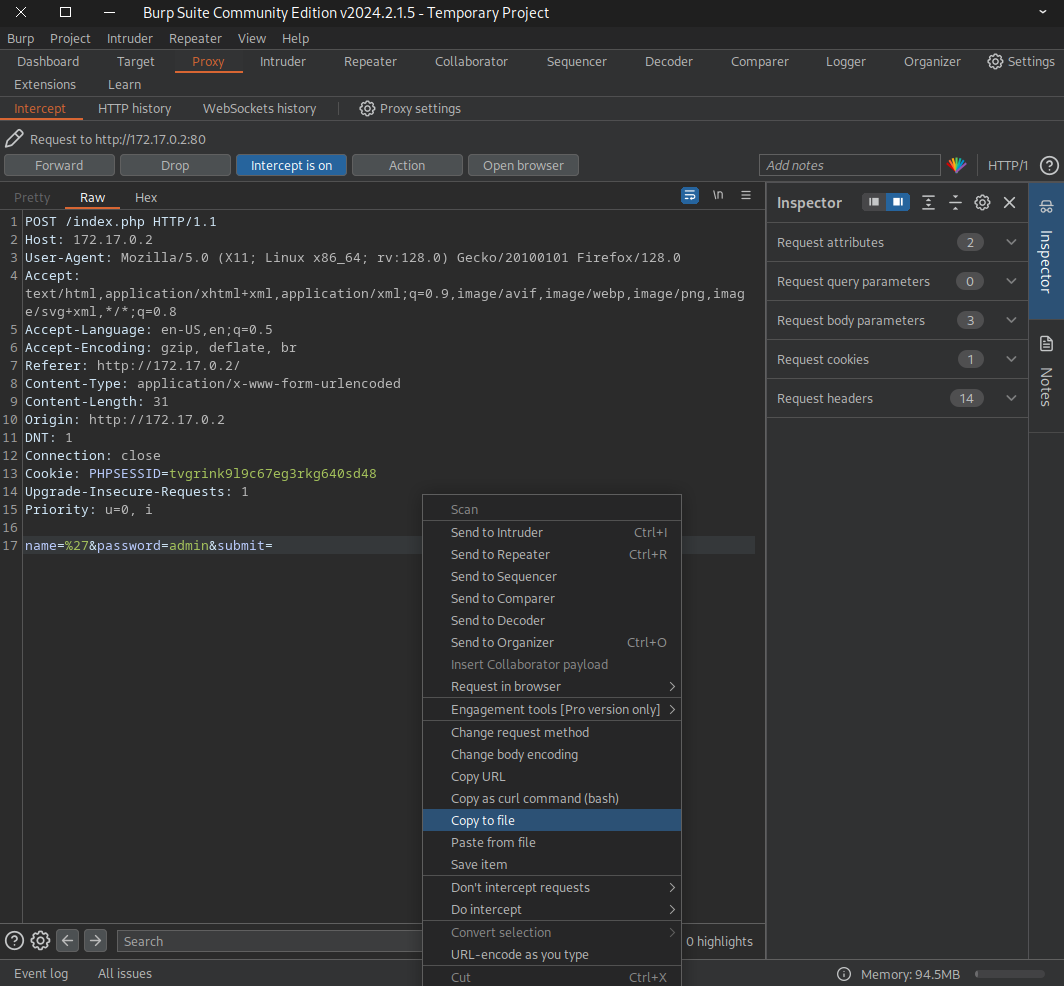 Burp Suite Community Edition v2024.2.1.5 - Temporary Project
Burp Project Intruder Repeater View Help
Dashboard Target Proxy Intruder Repeater Collaborator Sequencer Decoder Comparer Logger Organizer Settings
Extensions Learn
Intercept HTTP history WebSockets history Proxy settings
Request to http://172.17.0.2:80
Forward Drop Intercept is on Action Open browser Add notes HTTP/1 ?
Pretty Raw Hex \n
1 POST /index.php HTTP/1.1
2 Host: 172.17.0.2
3 User-Agent: Mozilla/5.0 (X11; Linux x86_64; rv:128.0) Gecko/20100101 Firefox/128.0
4 Accept:
text/html,application/xhtml+xml,application/xml;q=0.9,image/avif,image/webp,image/png,imag
e/svg+xml,*/*;q=0.8
5 Accept-Language: en-US,en;q=0.5
6 Accept-Encoding: gzip, deflate, br
7 Referer: http://172.17.0.2/
8 Content-Type: application/x-www-form-urlencoded
9 Content-Length: 31
10 Origin: http://172.17.0.2
11 DNT: 1
12 Connection: close
13 Cookie: PHPSESSID=tvgrink9l9c67eg3rkg640sd48
14 Upgrade-Insecure-Requests: 1
15 Priority: u=0, i
16
17 name=%27&password=admin&submit=
Scan
Send to Intruder Ctrl+I
Send to Repeater Ctrl+R
Send to Sequencer
Send to Comparer
Send to Decoder
Send to Organizer Ctrl+O
Insert Collaborator payload
Request in browser
Engagement tools [Pro version only]
Change request method
Change body encoding
Copy URL
Copy as curl command (bash)
Copy to file
Paste from file
Save item
Don't intercept requests
Do intercept
Convert selection
URL-encode as you type
Cut Ctrl+X
Inspector
Request attributes 2
Request query parameters 0
Request body parameters 3
Request cookies 1
Request headers 14
Inspector
Notes
? Search 0 highlights
Event log All issues Memory: 94.5MB